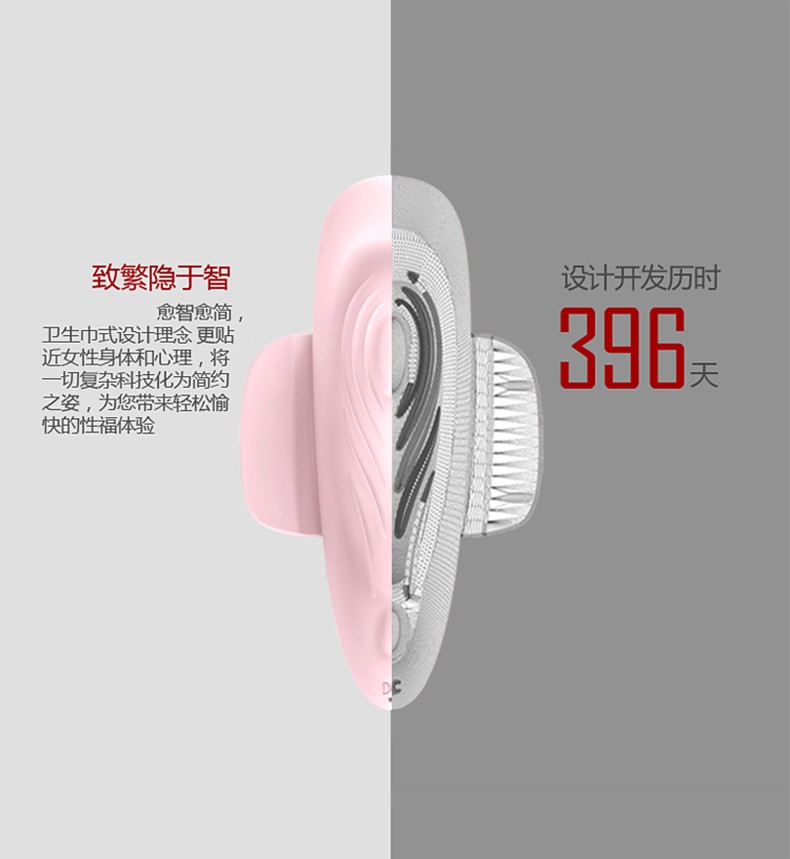 致繁隐于智
愈智愈简，
卫生巾式设计理念 更贴
近女性身体和心理，将
一切复杂科技化为简约
之姿，为您带来轻松愉
快的性福体验
设计开发历时
396天